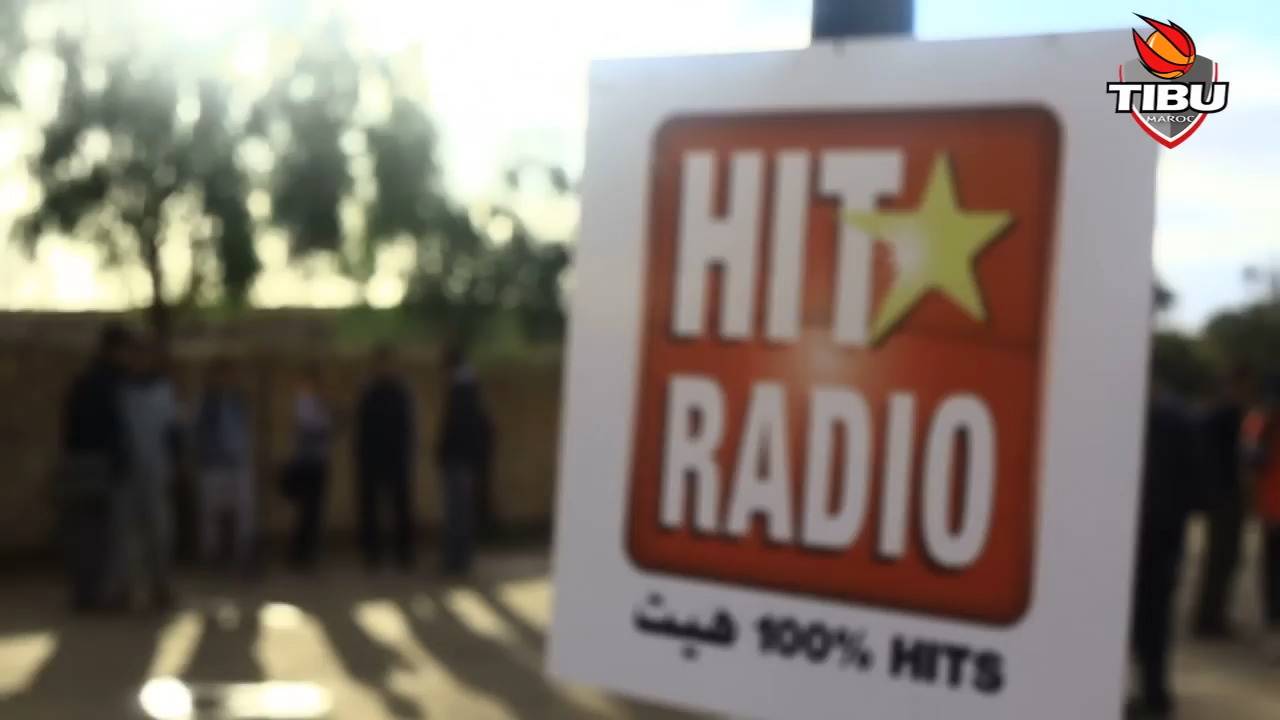 TIBU
MAROC
HIT
RADIO
هيت 100% HITS